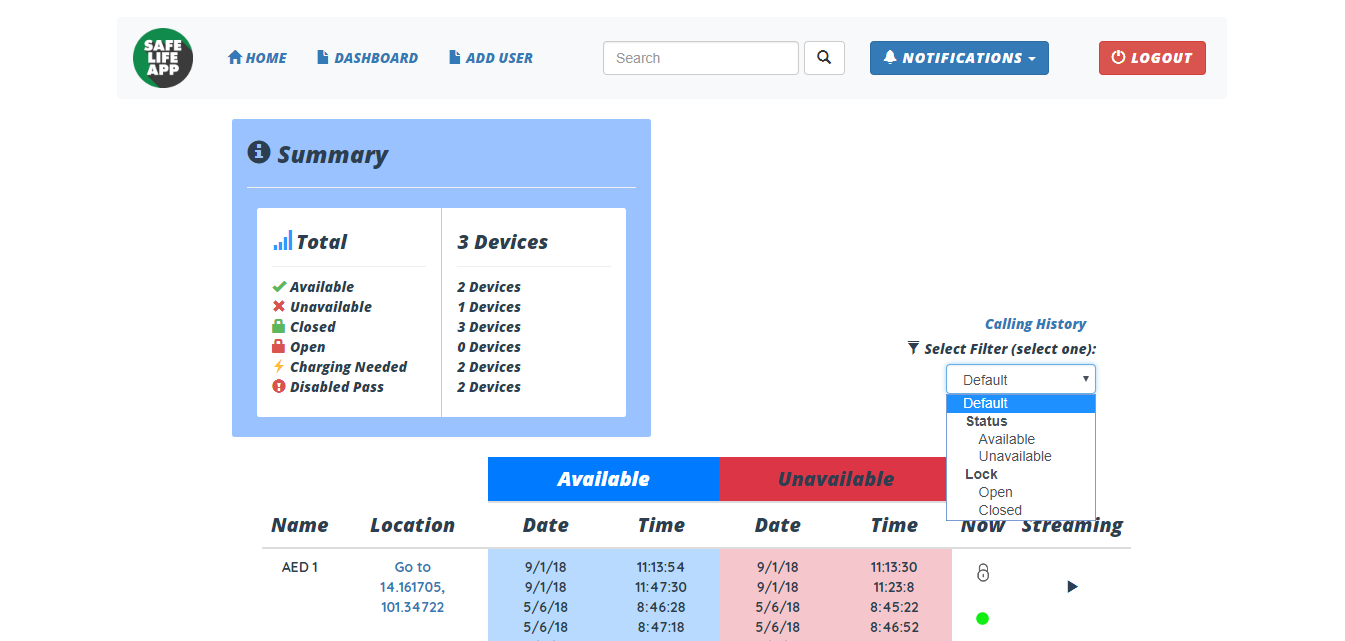 SAFE
LIFE
APP
HOME
DASHBOARD
ADD USER
Search
NOTIFICATIONS
LOGOUT
Summary
Total
3 Devices
Available
2 Devices
Unavailable
1 Devices
Closed
3 Devices
Open
0 Devices
Charging Needed
2 Devices
Disabled Pass
2 Devices
Calling History
Select Filter (select one):
Default
Default
Status
Available
Unavailable
Lock
Open
Closed
Available
Unavailable
Name Location Date Time Date Time Now Streaming
AED 1 Go to 9/1/18 11:13:54 9/1/18 11:13:30
14.161705, 9/1/18 11:47:30 9/1/18 11:23:8
101.34722 5/6/18 8:46:28 5/6/18 8:45:22
5/6/18 8:47:18 5/6/18 8:46:52